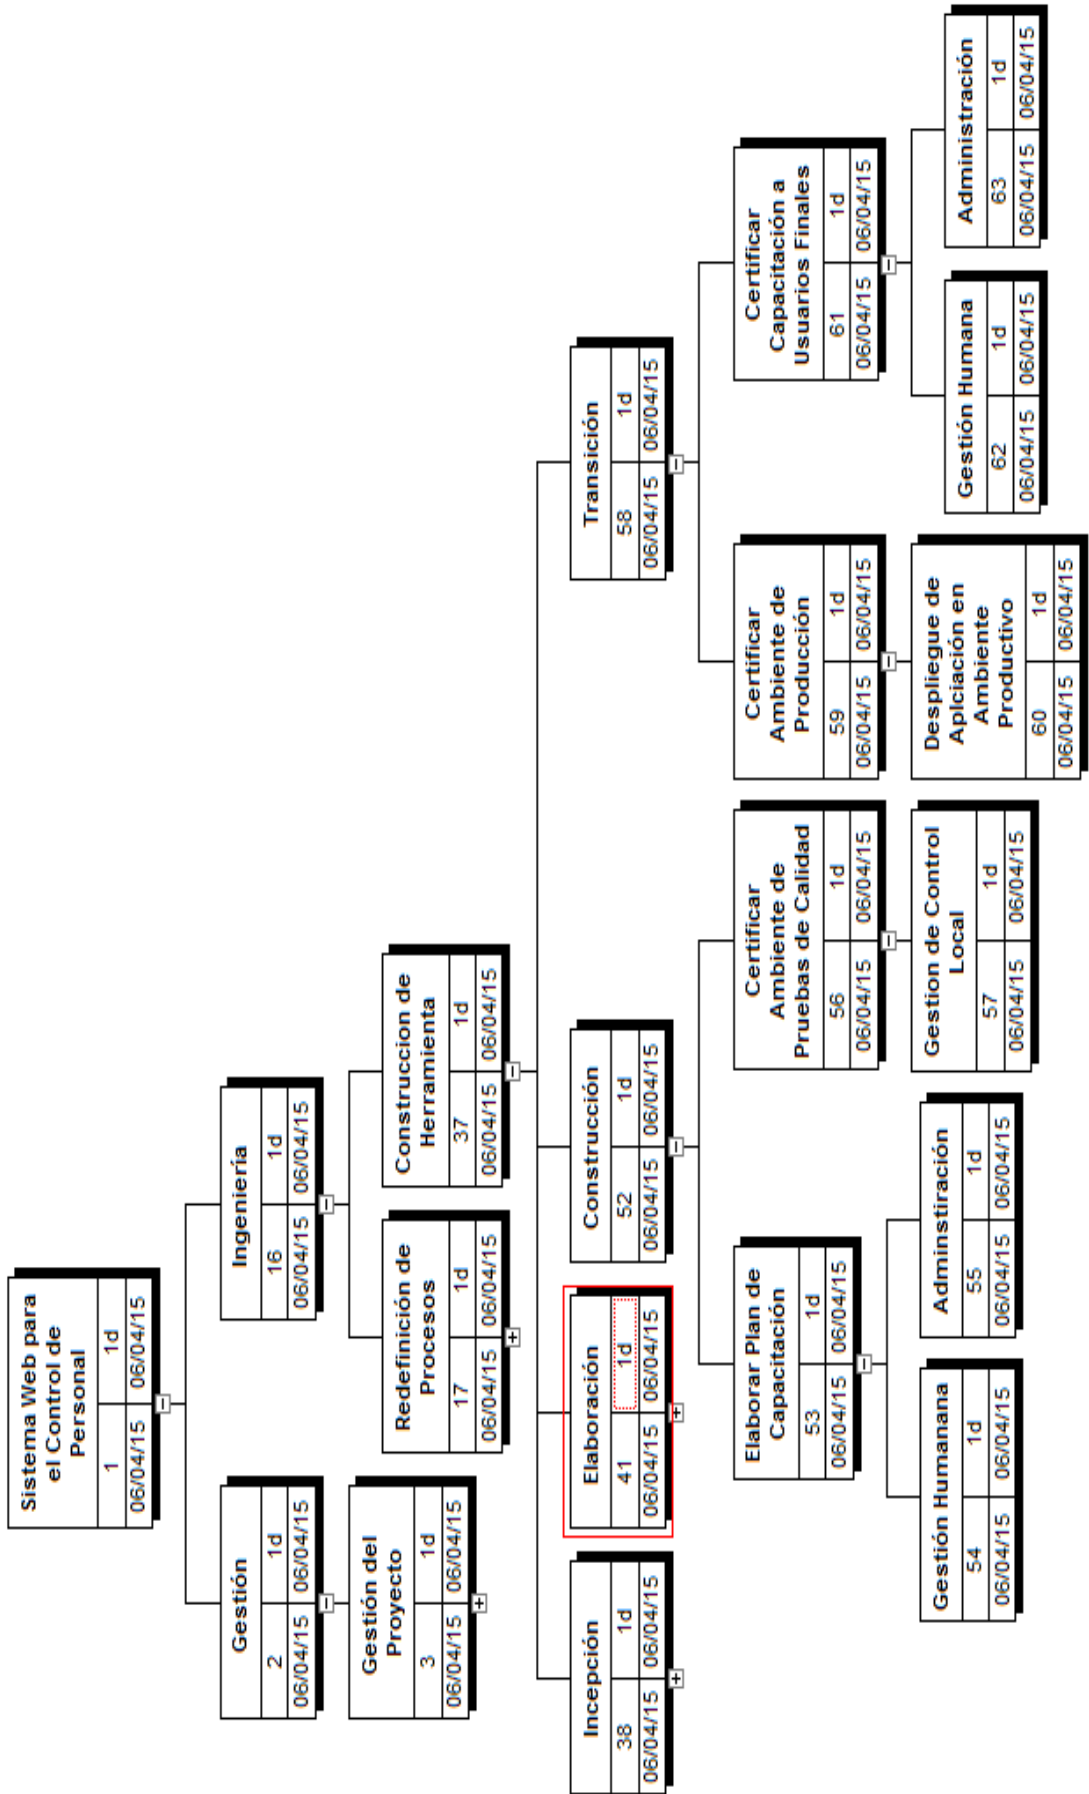 Sistema Web para
el Control de
Personal
1 1d
06/04/15 06/04/15
Gestión
2 1d
06/04/15 06/04/15
Ingeniería
16 1d
06/04/15 06/04/15
Gestión del
Proyecto
3 1d
06/04/15 06/04/15
Redefinición de
Procesos
17 1d
06/04/15 06/04/15
Construccion de
Herramienta
37 1d
06/04/15 06/04/15
Incepción
38 1d
06/04/15 06/04/15
Elaboración
41 1d
06/04/15 06/04/15
Construcción
52 1d
06/04/15 06/04/15
Transición
58 1d
06/04/15 06/04/15
Elaborar Plan de
Capacitación
53 1d
06/04/15 06/04/15
Certificar
Ambiente de
Pruebas de Calidad
56 1d
06/04/15 06/04/15
Certificar
Ambiente de
Producción
59 1d
06/04/15 06/04/15
Certificar
Capacitación a
Usuarios Finales
61 1d
06/04/15 06/04/15
Gestión Humanana
54 1d
06/04/15 06/04/15
Adminstiración
55 1d
06/04/15 06/04/15
Gestion de Control
Local
57 1d
06/04/15 06/04/15
Despliegue de
Aplciación en
Ambiente
Productivo
60 1d
06/04/15 06/04/15
Gestión Humana
62 1d
06/04/15 06/04/15
Administración
63 1d
06/04/15 06/04/15